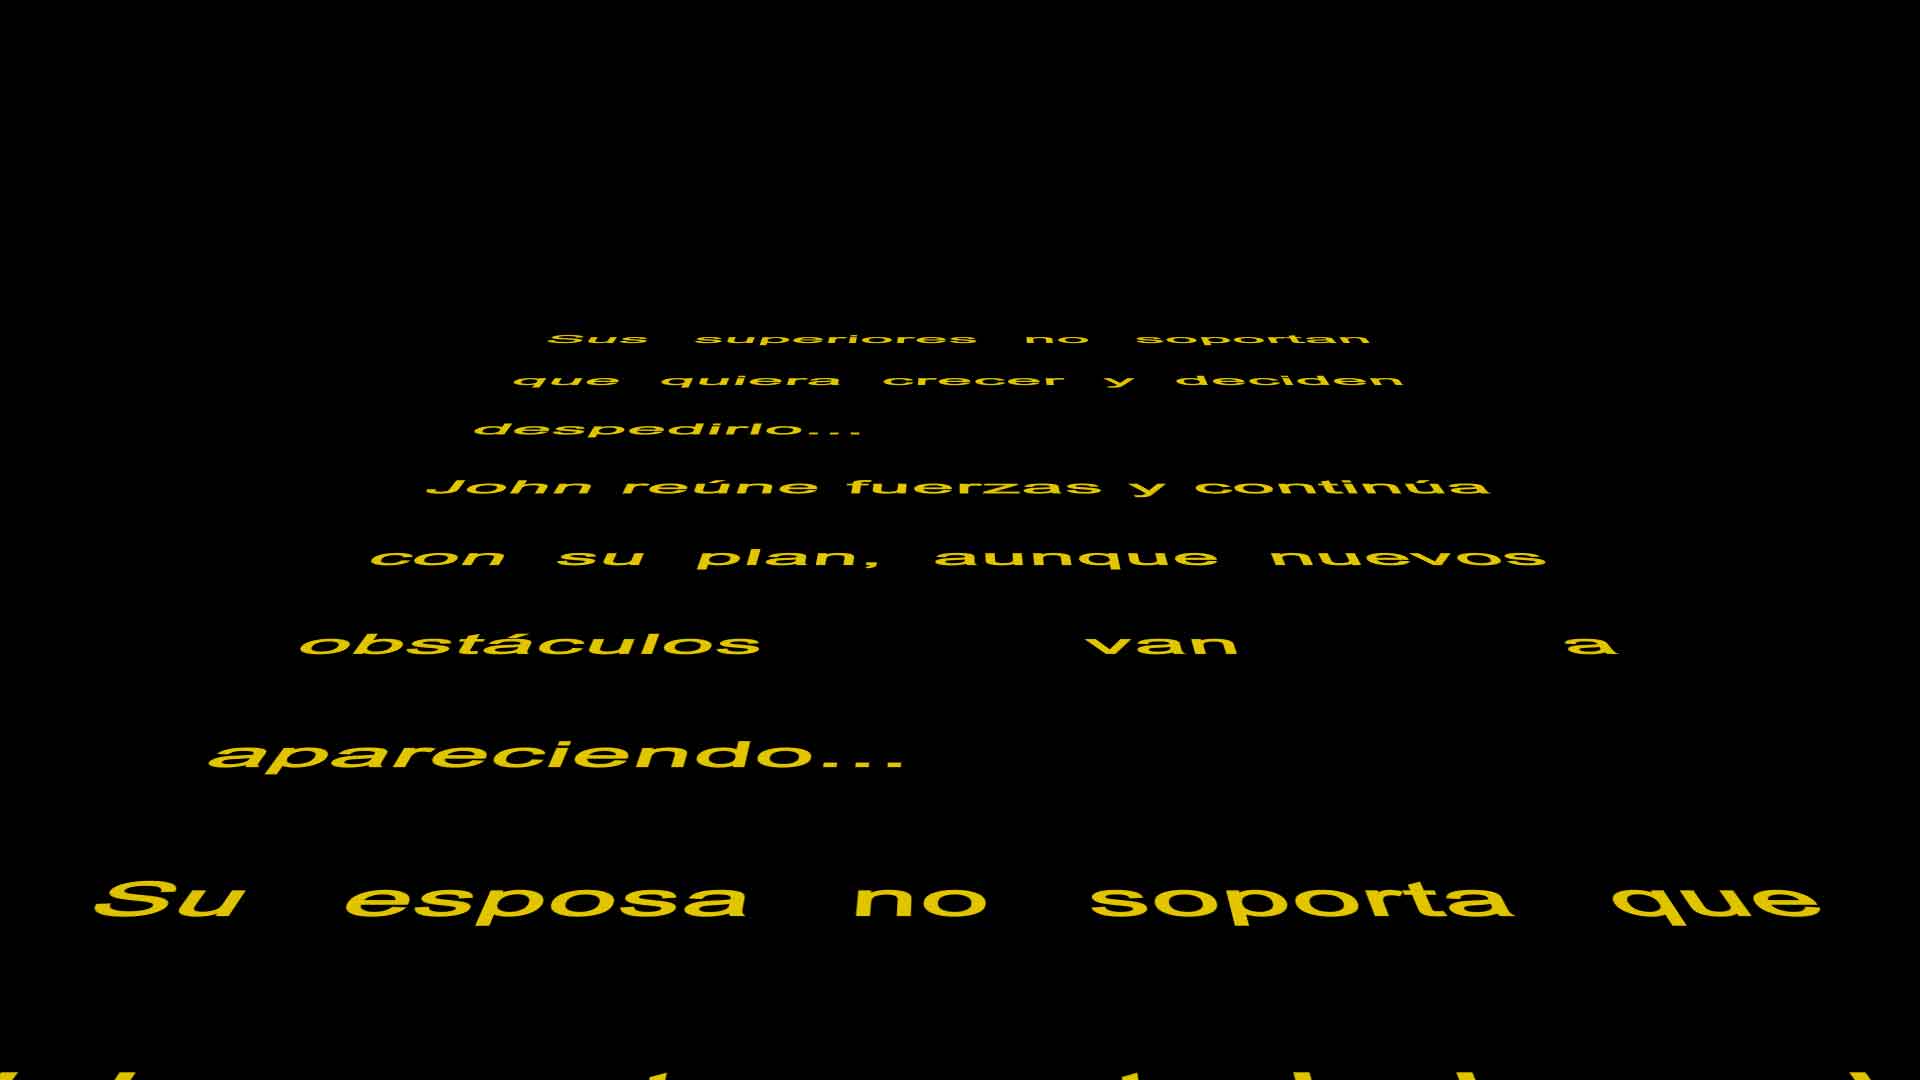 Sus superiores no soportan
que quiera crecer y deciden
despedirlo...
John reúne fuerzas y continúa
con su plan, aunque nuevos
obstáculos van a
apareciendo...
Su esposa no soporta que